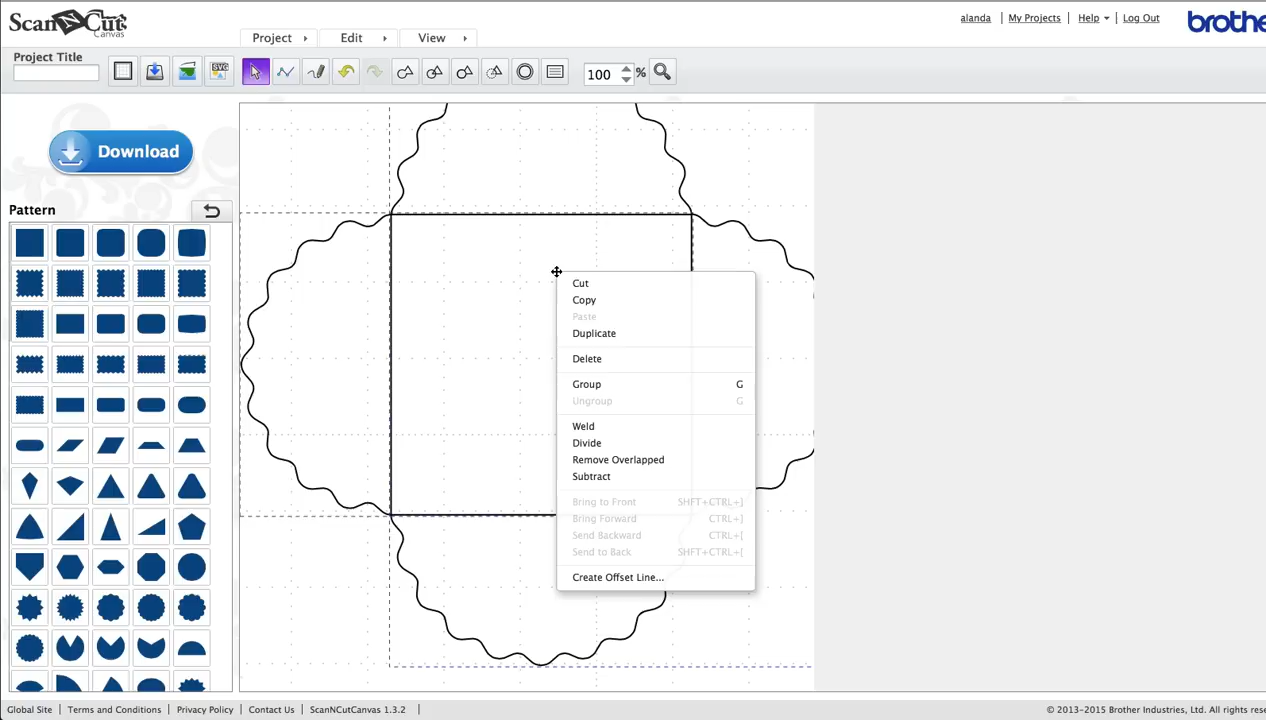 ScanNCut
Canvas
alanda | My Projects | Help | Log Out
brothe
Project Edit View
Project Title
SVG
100 %
Download
Pattern
Cut
Copy
Paste
Duplicate
Delete
Group G
Ungroup G
Weld
Divide
Remove Overlapped
Subtract
Bring to Front SHFT+CTRL+]
Bring Forward CTRL+]
Send Backward CTRL+[
Send to Back SHFT+CTRL+[
Create Offset Line...
Global Site | Terms and Conditions | Privacy Policy | Contact Us | ScanNCutCanvas 1.3.2 | © 2013-2015 Brother Industries, Ltd. All rights rese